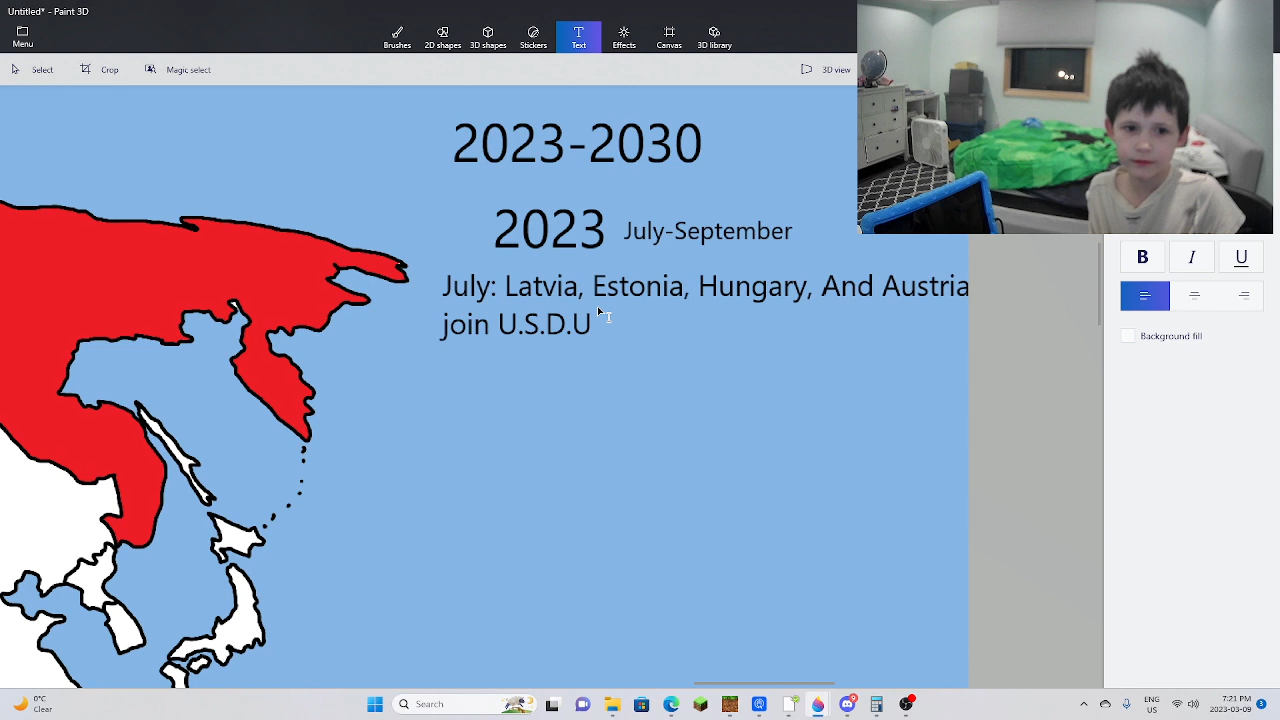 Untitled* - Paint 3D
Menu
Brushes
2D shapes
3D shapes
Stickers
Text
Effects
Canvas
3D library
Select
Crop
Magic select
3D view
2023-2030
2023 July-September
July: Latvia, Estonia, Hungary, And Austria
join U.S.D.U
B I U
Background fill
0°C
Clear
Search
ENG
US
7:21 PM
2023-03-09
3